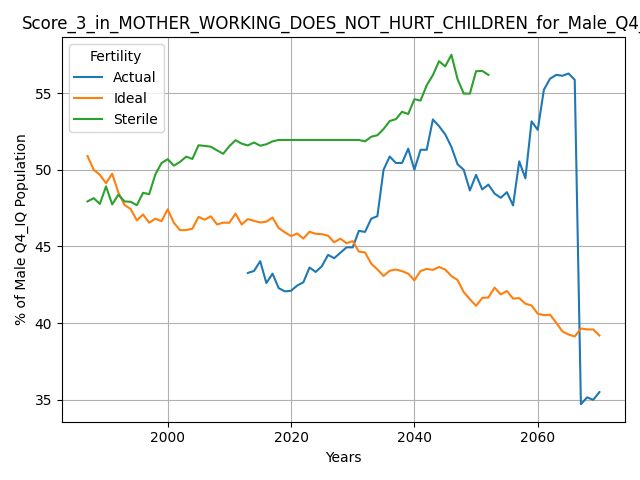 Score_3_in_MOTHER_WORKING_DOES_NOT_HURT_CHILDREN_for_Male_Q4_
Fertility
Actual
Ideal
Sterile
% of Male Q4_IQ Population
55
50
45
40
35
2000
2020
2040
2060
Years